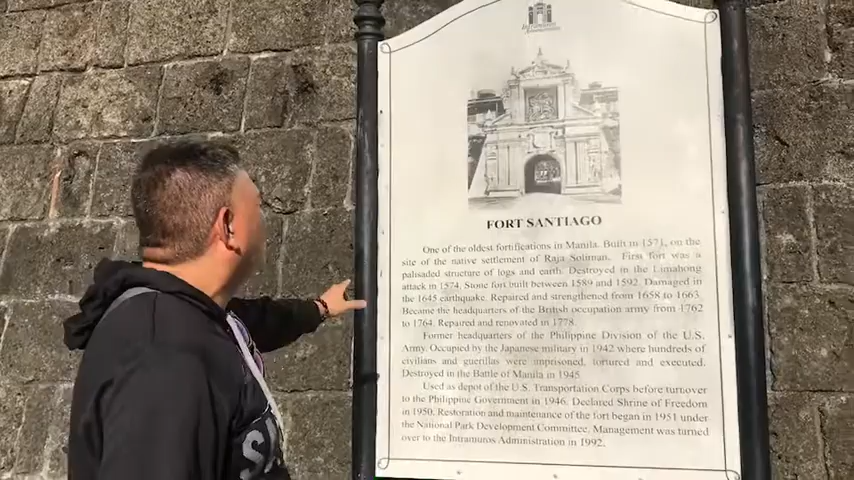 Intramuros
FORT SANTIAGO
One of the oldest fortifications in Manila. Built in 1571, on the
site of the native settlement of Raja Soliman. First fort was a
palisaded structure of logs and earth. Destroyed in the Limahong
attack in 1574. Stone fort built between 1589 and 1592. Damaged in
the 1645 earthquake. Repaired and strengthened from 1658 to 1663.
Became the headquarters of the British occupation army from 1762
to 1764. Repaired and renovated in 1778.
Former headquarters of the Philippine Division of the U.S.
Army. Occupied by the Japanese military in 1942 where hundreds of
civilians and guerillas were imprisoned, tortured and executed.
Destroyed in the Battle of Manila in 1945.
Used as depot of the U.S. Transportation Corps before turnover
to the Philippine Government in 1946. Declared Shrine of Freedom
in 1950. Restoration and maintenance of the fort began in 1951 under
the National Park Development Committee. Management was turned
over to the Intramuros Administration in 1992.